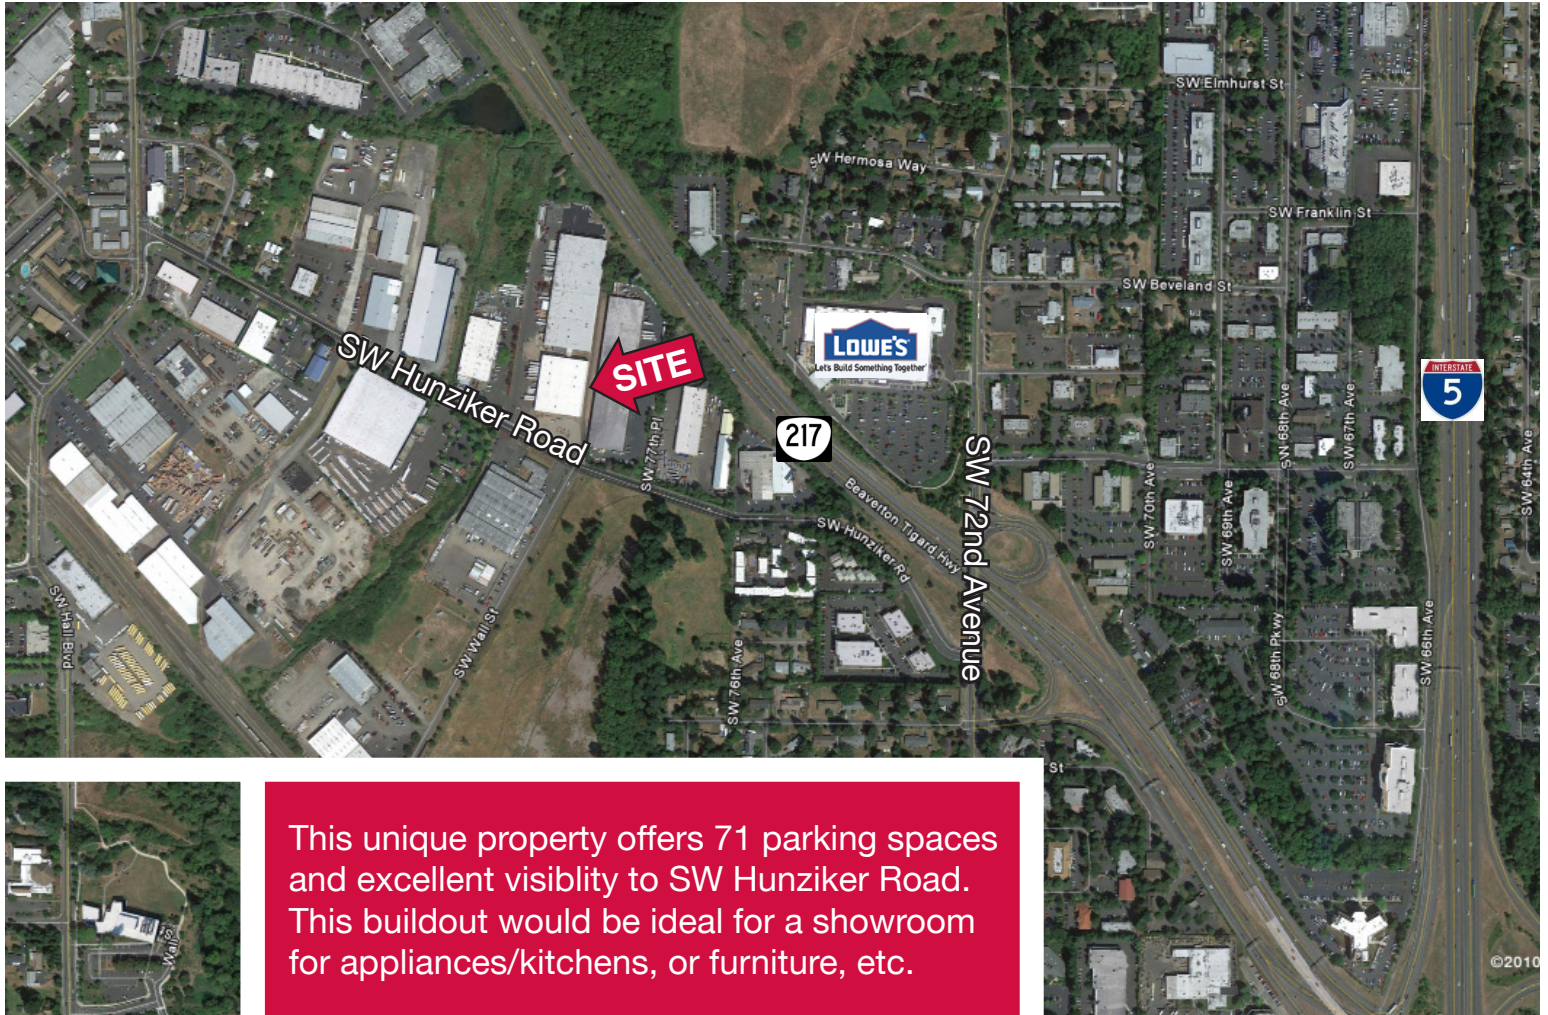 SW Elmhurst St
SW Hermosa Way
SW Franklin St
SW Beveland St
LOWE'S
Let's Build Something Together
SITE
SW Hunziker Road
INTERSTATE
5
217
SW 77th Pl
SW 72nd Avenue
SW 68th Ave
SW 67th Ave
SW 64th Ave
SW 70th Ave
SW 69th Ave
Beaverton Tigard Hwy
SW Hunziker Rd
SW Hall Blvd
SW Wall St
SW 76th Ave
SW 68th Pkwy
SW 66th Ave
St
Wall St
This unique property offers 71 parking spaces
and excellent visiblity to SW Hunziker Road.
This buildout would be ideal for a showroom
for appliances/kitchens, or furniture, etc.
©2010